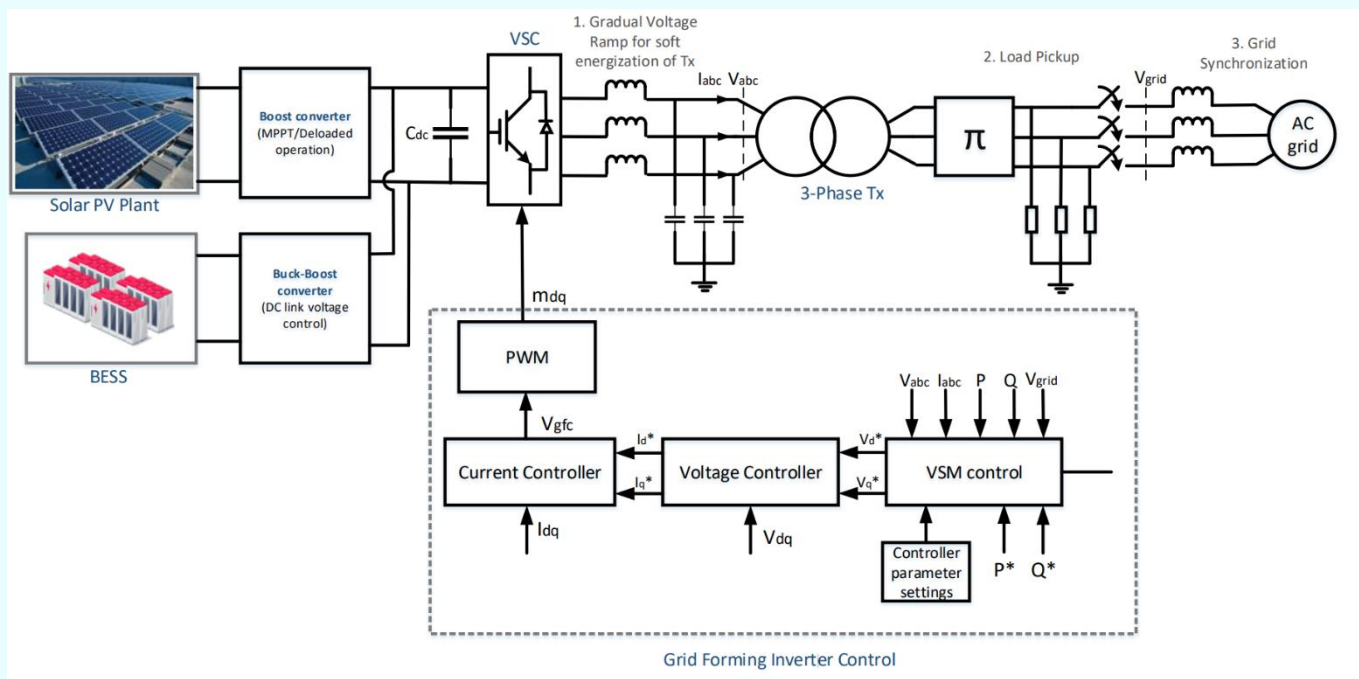 1. Gradual Voltage
Ramp for soft
energization of Tx
VSC
2. Load Pickup
3. Grid
Synchronization
Boost converter
(MPPT/Deloaded
operation)
Cdc
Iabc Vabc
π
Vgrid
AC
grid
Solar PV Plant
3-Phase Tx
Buck-Boost
converter
(DC link voltage
control)
BESS
mdq
PWM
Vgfc
Vabc Iabc P Q Vgrid
Current Controller
Id*
Iq*
Voltage Controller
Vd*
Vq*
VSM control
Idq
Vdq
Controller
parameter
settings
P*
Q*
Grid Forming Inverter Control